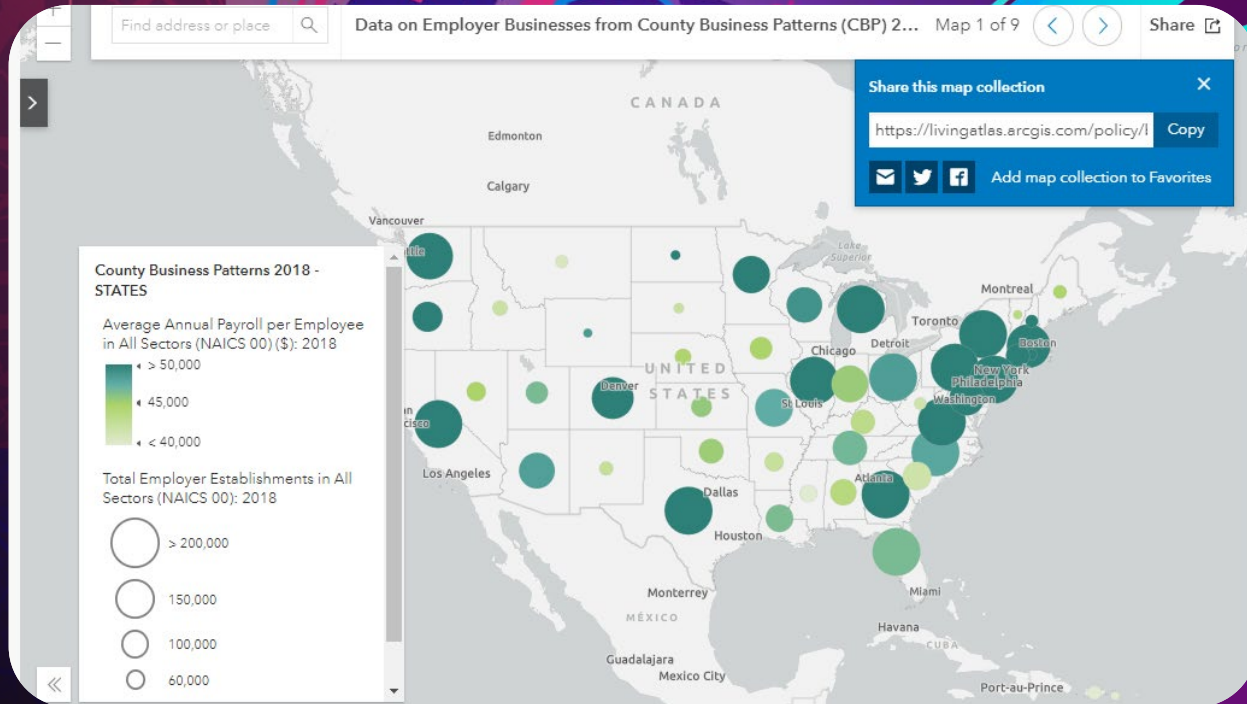 Find address or place
Data on Employer Businesses from County Business Patterns (CBP) 2...
Map 1 of 9
Share
Share this map collection
https://livingatlas.arcgis.com/policy/
Copy
Add map collection to Favorites
CANADA
Edmonton
Calgary
Vancouver
Lake
Superior
Montreal
Toronto
Boston
Chicago
Detroit
New York
Philadelphia
UNITED
STATES
Denver
St Louis
Washington
Los Angeles
Atlanta
Dallas
Houston
Monterrey
Miami
MÉXICO
Havana
CUBA
Guadalajara
Mexico City
Port-au-Prince
County Business Patterns 2018 -
STATES
Average Annual Payroll per Employee
in All Sectors (NAICS 00) ($): 2018
> 50,000
45,000
< 40,000
Total Employer Establishments in All
Sectors (NAICS 00): 2018
> 200,000
150,000
100,000
60,000